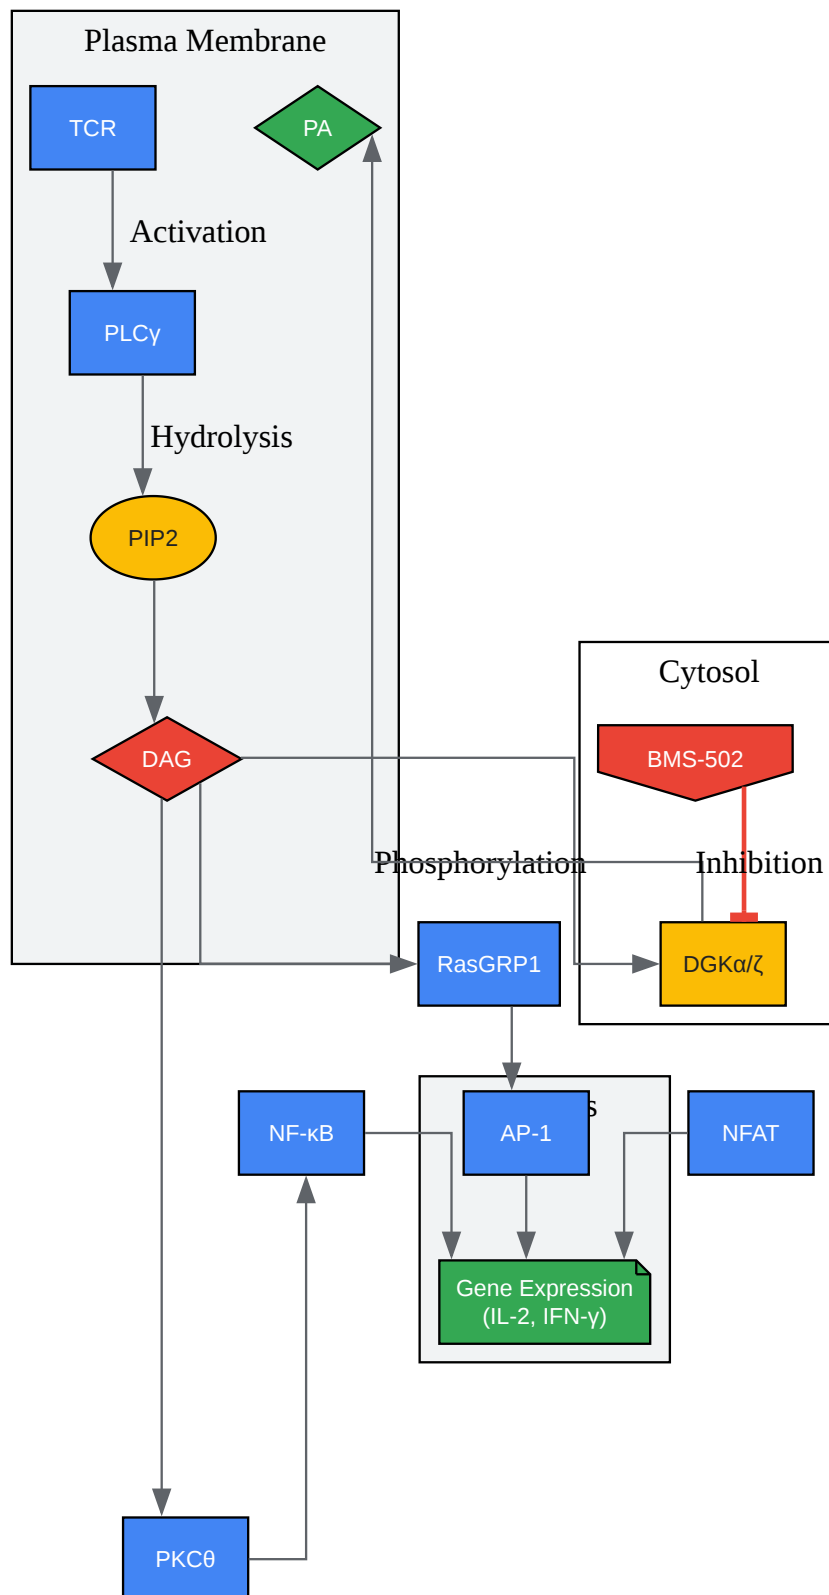 Plasma Membrane
TCR
PA
Activation
PLCγ
Hydrolysis
PIP2
Cytosol
DAG
BMS-502
Phosphorylation
Inhibition
RasGRP1
DGKα/ζ
NF-κB
AP-1
NFAT
Gene Expression
(IL-2, IFN-γ)
PKCθ